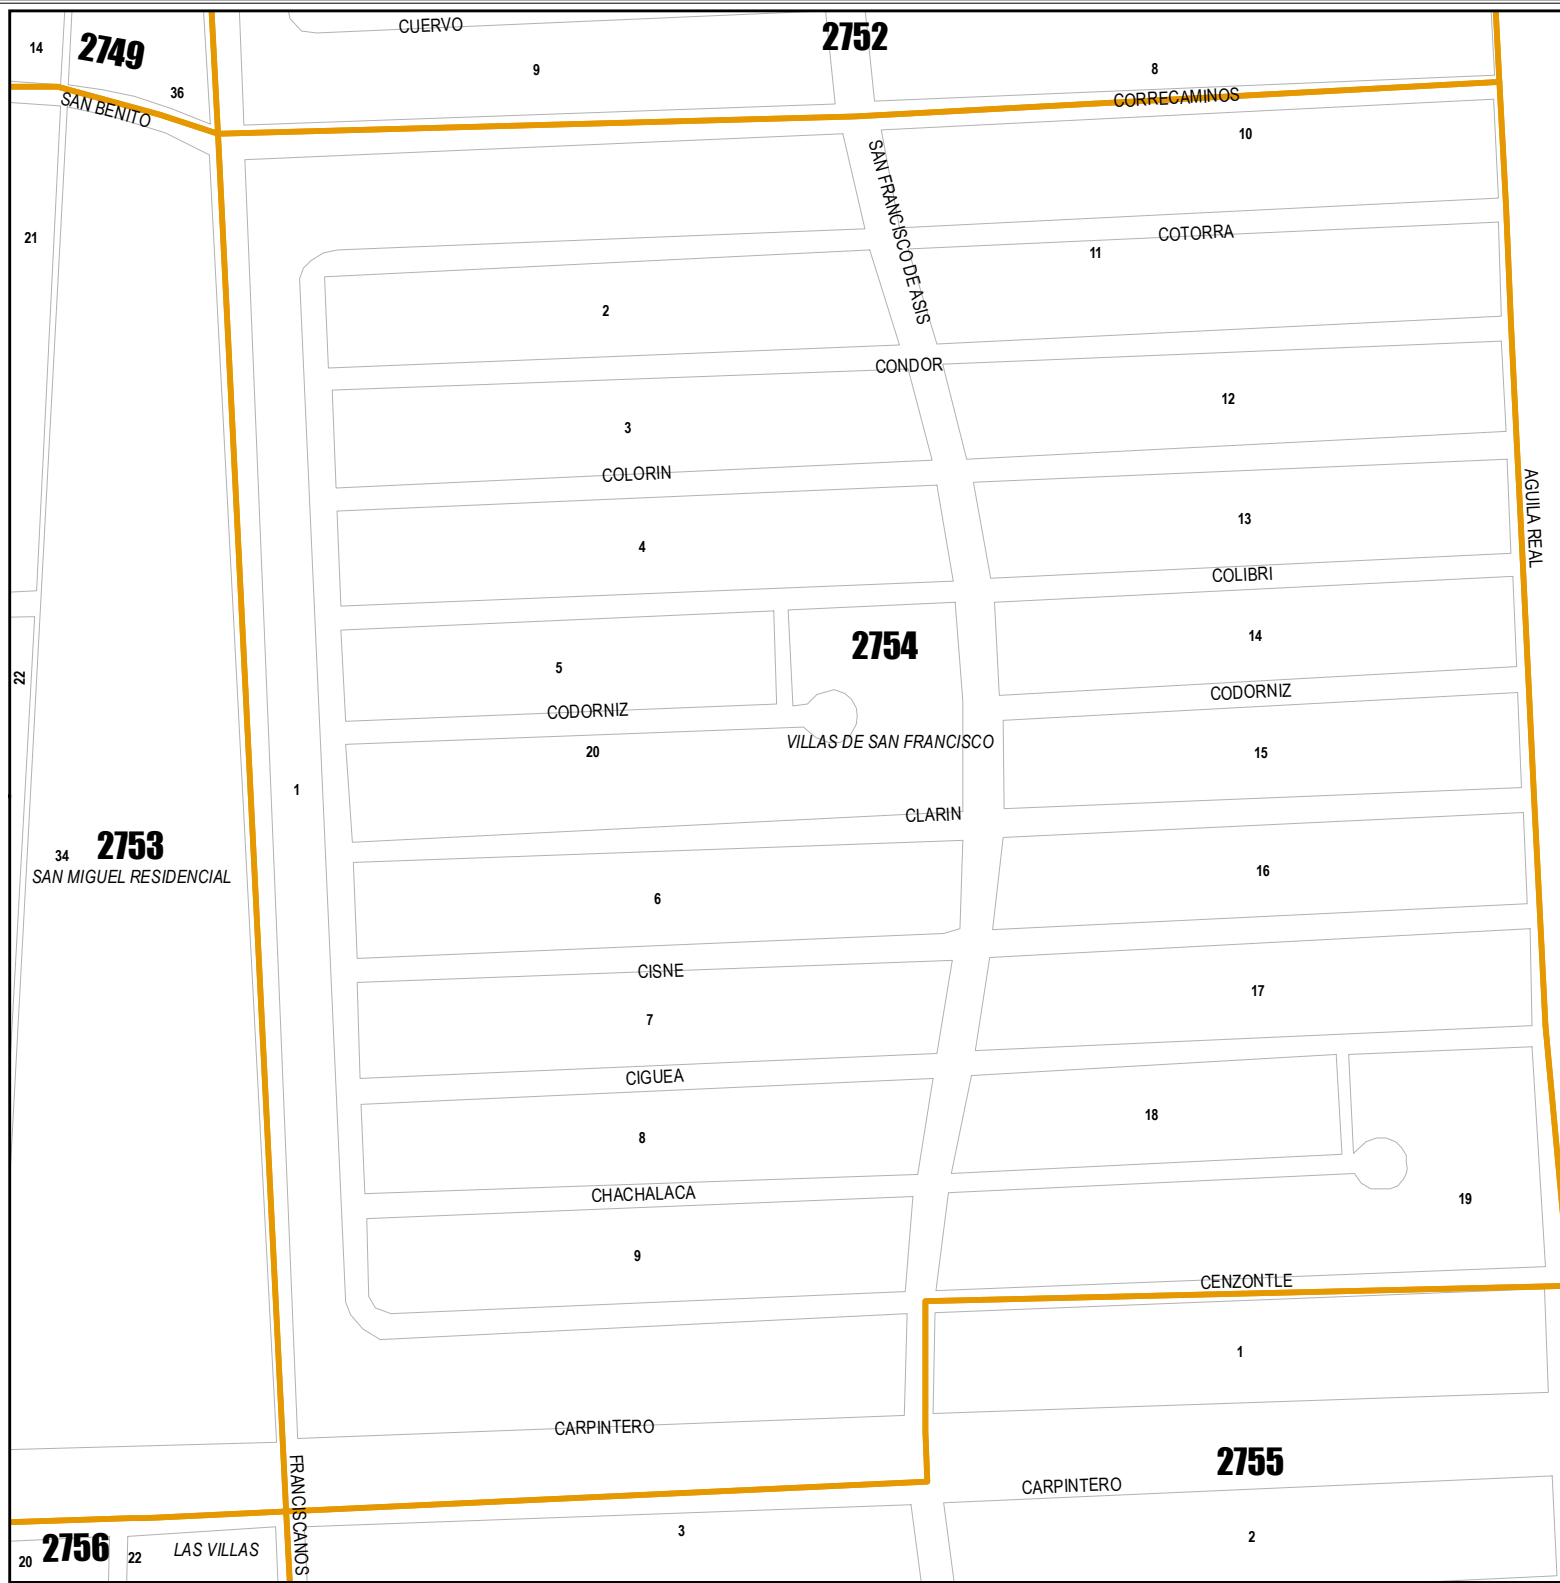 CUERVO
2752
14
2749
9
8
36
SAN BENITO
CORRECAMINOS
10
SAN FRANCISCO DE ASIS
21
COTORRA
11
2
CONDOR
12
3
COLORIN
AGUILA REAL
13
4
COLIBRI
2754
14
5
22
CODORNIZ
CODORNIZ
VILLAS DE SAN FRANCISCO
20
15
1
CLARIN
2753
34
SAN MIGUEL RESIDENCIAL
16
6
CISNE
17
7
CIGUEA
18
8
CHACHALACA
19
9
CENZONTLE
1
CARPINTERO
2755
FRANCISCANOS
CARPINTERO
3
2
2756
20
22
LAS VILLAS